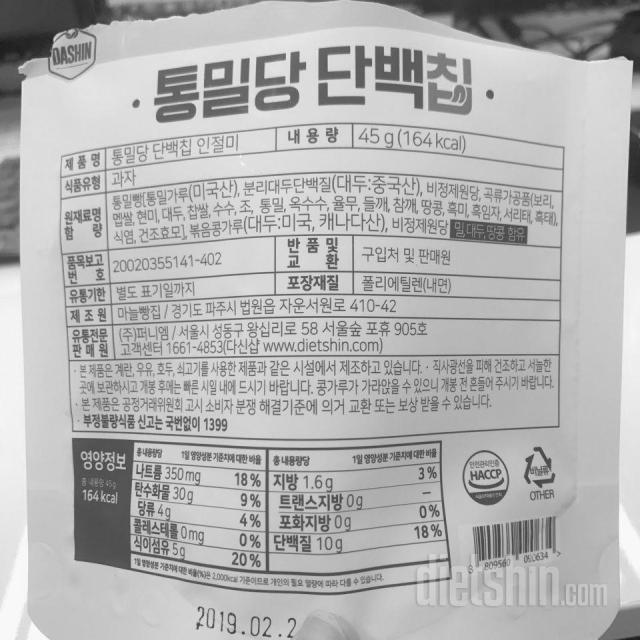 DASHIN
· 통밀당 단백칩 ·
제품명 통밀당 단백칩 인절미 내용량 45g(164kcal)
식품유형 과자
원재료명 및 함량 통밀빵[통밀가루(미국산), 분리대두단백질(대두:중국산), 비정제원당, 곡류가공품(보리,
멥쌀 현미, 대두, 찹쌀, 수수, 조, 통밀, 옥수수, 율무, 들깨, 참깨, 땅콩, 흑미, 흑임자, 서리태, 흑태),
식염, 건조효모], 볶음콩가루(대두:미국, 캐나다산), 비정제원당 밀, 대두, 땅콩 함유
품목보고번호 20020355141-402 반품 및 교환 구입처 및 판매원
유통기한 별도 표기일까지 포장재질 폴리에틸렌(내면)
제조원 마늘빵집 / 경기도 파주시 법원읍 자운서원로 410-42
유통전문판매원 (주)퍼니엠 / 서울시 성동구 왕십리로 58 서울숲 포휴 905호
고객센터 1661-4853(다신샵 www.dietshin.com)
· 본 제품은 계란, 우유, 호두, 쇠고기를 사용한 제품과 같은 시설에서 제조하고 있습니다. · 직사광선을 피해 건조하고 서늘한
곳에 보관하시고 개봉 후에는 빠른 시일 내에 드시기 바랍니다. 콩가루가 가라앉을 수 있으니 개봉 전 흔들어 주시기 바랍니다.
· 본 제품은 공정거래위원회 고시 소비자 분쟁 해결기준에 의거 교환 또는 보상 받을 수 있습니다.
· 부정불량식품 신고는 국번없이 1399
영양정보
총 내용량 45g
164 kcal
총 내용량당 1일 영양성분 기준치에 대한 비율 총 내용량당 1일 영양성분 기준치에 대한 비율
나트륨 350mg 18% 지방 1.6g 3%
탄수화물 30g 9% 트랜스지방 0g –
당류 4g 4% 포화지방 0g 0%
콜레스테롤 0mg 0% 단백질 10g 18%
식이섬유 5g 20%
1일 영양성분 기준치에 대한 비율(%)은 2,000kcal 기준이므로 개인의 필요 열량에 따라 다를 수 있습니다.
안전관리인증
HACCP
식품의약품안전처
비닐류
OTHER
8 809560 090634
2019.02.2
dietshin.com